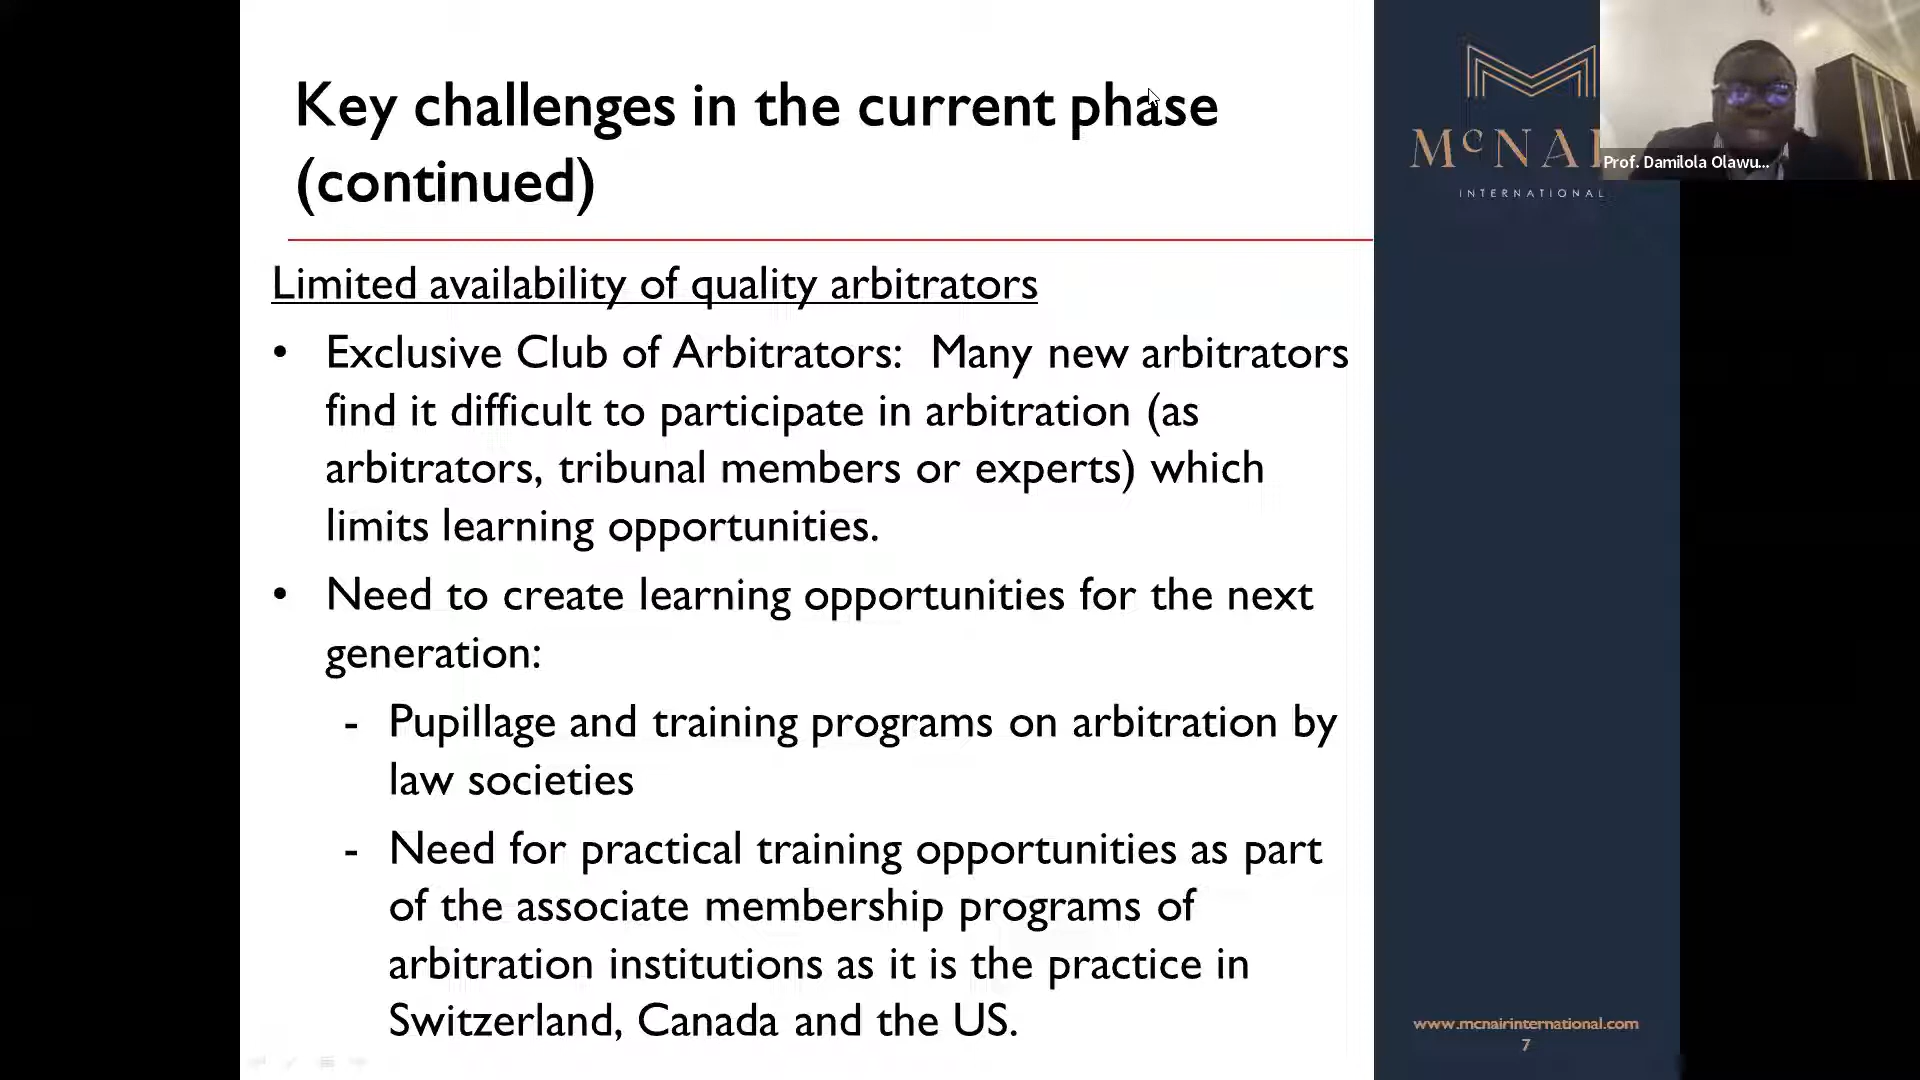 Key challenges in the current phase
(continued)
Limited availability of quality arbitrators
• Exclusive Club of Arbitrators: Many new arbitrators
find it difficult to participate in arbitration (as
arbitrators, tribunal members or experts) which
limits learning opportunities.
• Need to create learning opportunities for the next
generation:
- Pupillage and training programs on arbitration by
law societies
- Need for practical training opportunities as part
of the associate membership programs of
arbitration institutions as it is the practice in
Switzerland, Canada and the US.
McNAI
INTERNATIONAL
Prof. Damilola Olawu...
www.mcnairinternational.com
7